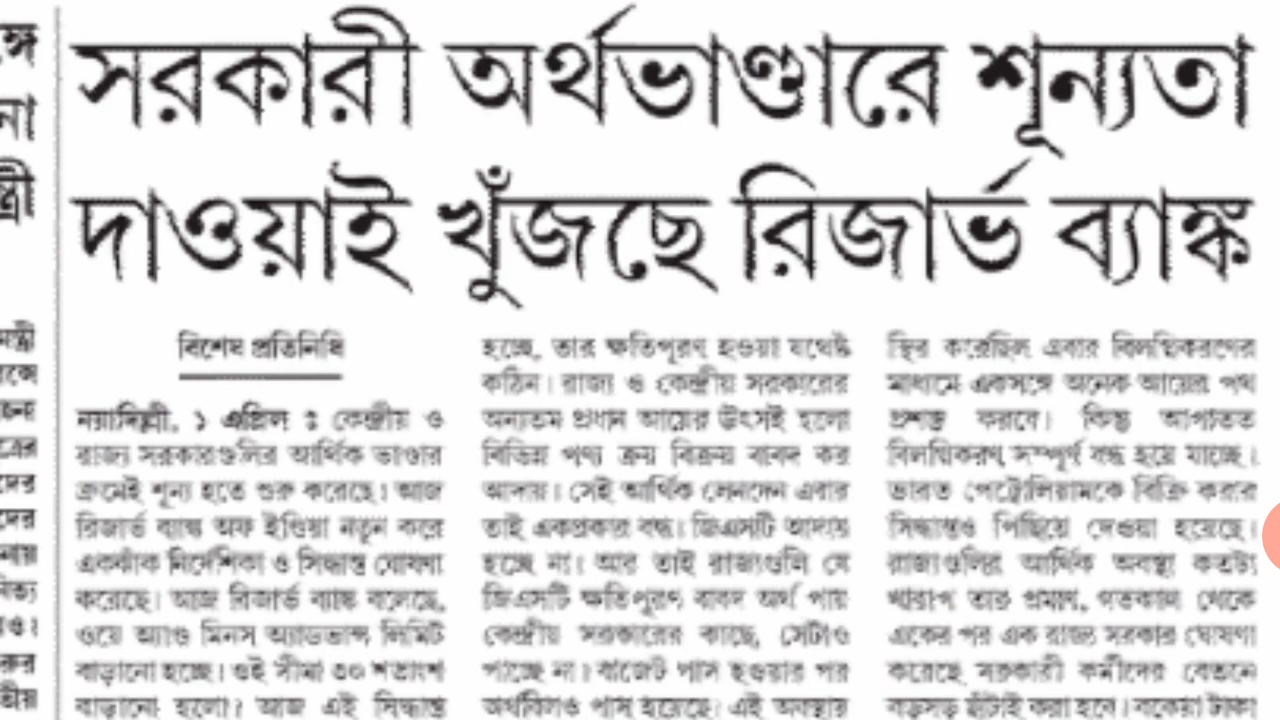 সরকারী অর্থভাণ্ডারে শূন্যতা
দাওয়াই খুঁজছে রিজার্ভ ব্যাঙ্ক
বিশেষ প্রতিনিধি
নয়াদিল্লী, ১ এপ্রিল ঃ কেন্দ্রীয় ও
রাজ্য সরকারগুলির আর্থিক ভাণ্ডার
ক্রমেই শূন্য হতে শুরু করেছে। আজ
রিজার্ভ ব্যাঙ্ক অফ ইণ্ডিয়া নতুন করে
একঝাঁক নির্দেশিকা ও সিদ্ধান্ত ঘোষণা
করেছে। আজ রিজার্ভ ব্যাঙ্ক বলেছে,
ওয়ে অ্যাণ্ড মিনস্ অ্যাডভান্স লিমিট
বাড়ানো হচ্ছে। ওই সীমা ৩০ শতাংশ
বাড়ানো হলো? আজ এই সিদ্ধান্ত
হচ্ছে, তার ক্ষতিপূরণ হওয়া যথেষ্ট
কঠিন। রাজ্য ও কেন্দ্রীয় সরকারের
অন্যতম প্রধান আয়ের উৎসই হলো
বিভিন্ন পণ্য ক্রয় বিক্রয় বাবদ কর
আদায়। সেই আর্থিক লেনদেন এবার
তাই একপ্রকার বন্ধ। জিএসটি আদায়
হচ্ছে না। আর তাই রাজ্যগুলি যে
জিএসটি ক্ষতিপূরণ বাবদ অর্থ পায়
কেন্দ্রীয় সরকারের কাছে, সেটাও
পাচ্ছে না। বাজেট পাস হওয়ার পর
অর্থবিলও পাস হয়েছে। এই অবস্থায়
স্থির করেছিল এবার বিলগ্নিকরণের
মাধ্যমে একসঙ্গে অনেক আয়ের পথ
প্রশস্ত করবে। কিন্তু আপাতত
বিলগ্নিকরণ সম্পূর্ণ বন্ধ হয়ে যাচ্ছে।
ভারত পেট্রোলিয়ামকে বিক্রি করার
সিদ্ধান্তও পিছিয়ে দেওয়া হয়েছে।
রাজ্যগুলির আর্থিক অবস্থা কতটা
খারাপ তার প্রমাণ, গতকাল থেকে
একের পর এক রাজ্য সরকার ঘোষণা
করেছে সরকারী কর্মীদের বেতনে
বড়সড় ছাঁটাই করা হবে। বকেয়া টাকা